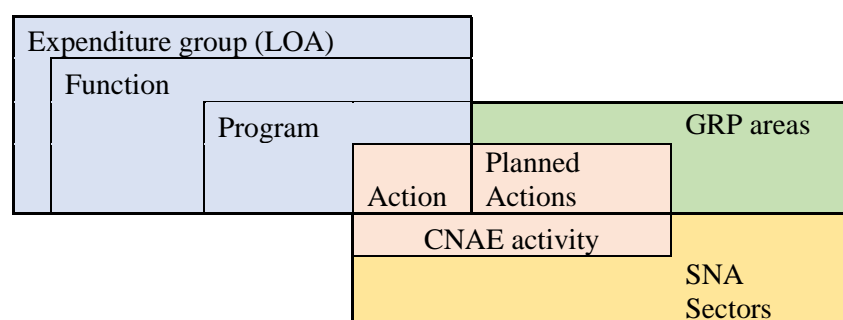 Expenditure group (LOA)
Function
Program
GRP areas
Planned
Action
Actions
CNAE activity
SNA
Sectors